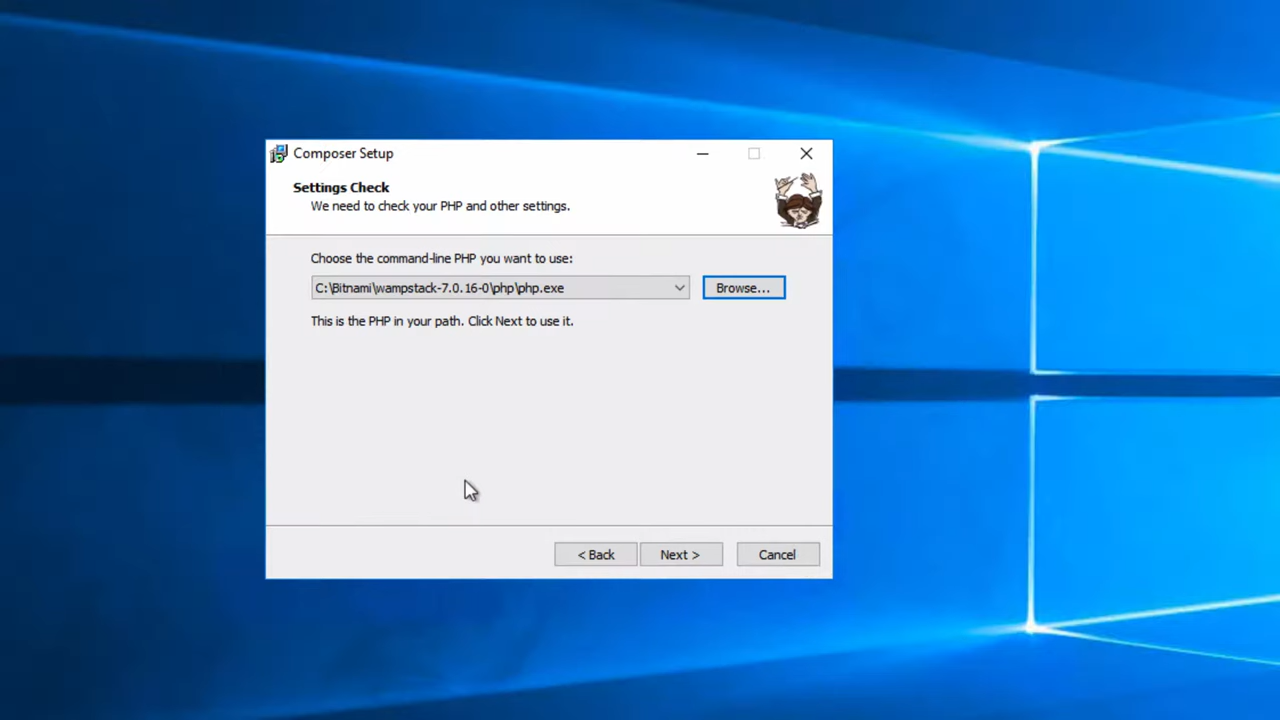 Composer Setup
Settings Check
We need to check your PHP and other settings.
Choose the command-line PHP you want to use:
C:\Bitnami\wampstack-7.0.16-0\php\php.exe
Browse...
This is the PHP in your path. Click Next to use it.
< Back
Next >
Cancel